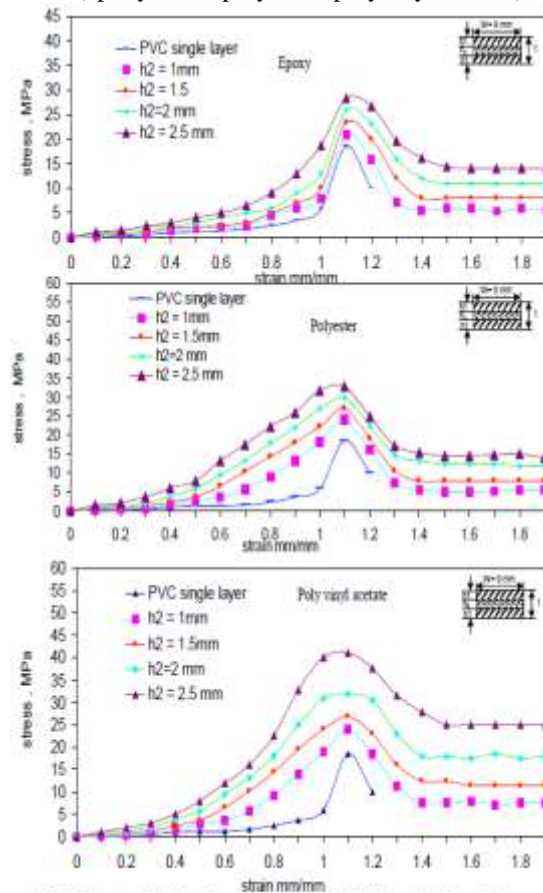 45
40
35
30
25
20
15
10
5
0
stress , MPa
PVC single layer
h2 = 1mm
h2 = 1.5
h2=2 mm
h2 = 2.5 mm
Epoxy
0 0.2 0.4 0.6 0.8 1 1.2 1.4 1.6 1.8
strain mm/mm
60
55
50
45
40
35
30
25
20
15
10
5
0
stress , MPa
PVC single layer
h2 = 1mm
h2 = 1.5mm
h2=2 mm
h2 = 2.5 mm
Polyester
0 0.2 0.4 0.6 0.8 1 1.2 1.4 1.6 1.8
strain mm/mm
60
55
50
45
40
35
30
25
20
15
10
5
0
stress , MPa
PVC single layer
h2 = 1mm
h2 = 1.5mm
h2=2 mm
h2 = 2.5 mm
Poly vinyl acetate
0 0.2 0.4 0.6 0.8 1 1.2 1.4 1.6 1.8
strain mm/mm